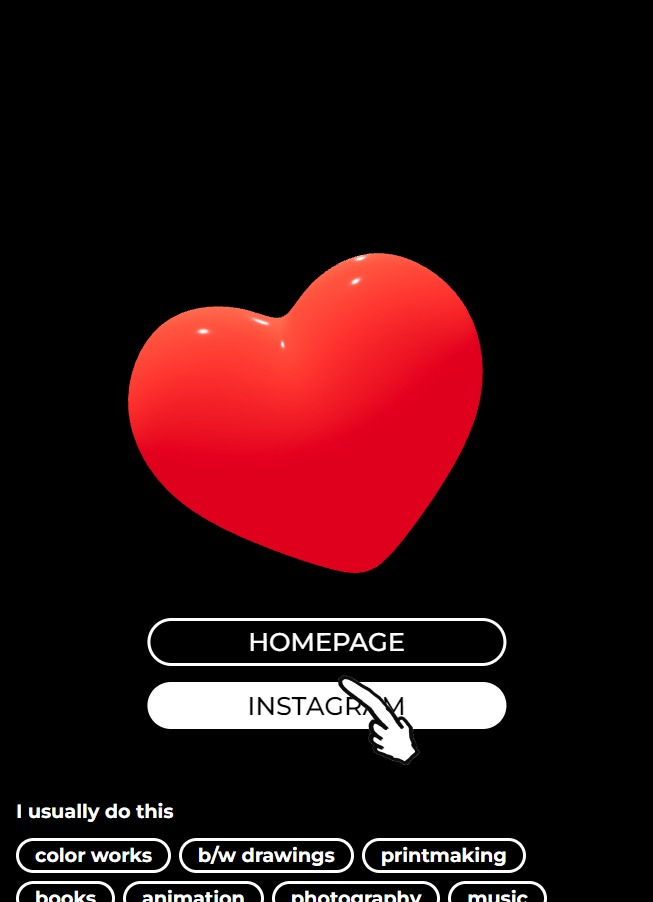 HOMEPAGE
INSTAGRAM
I usually do this
color works b/w drawings printmaking
books animation photography music